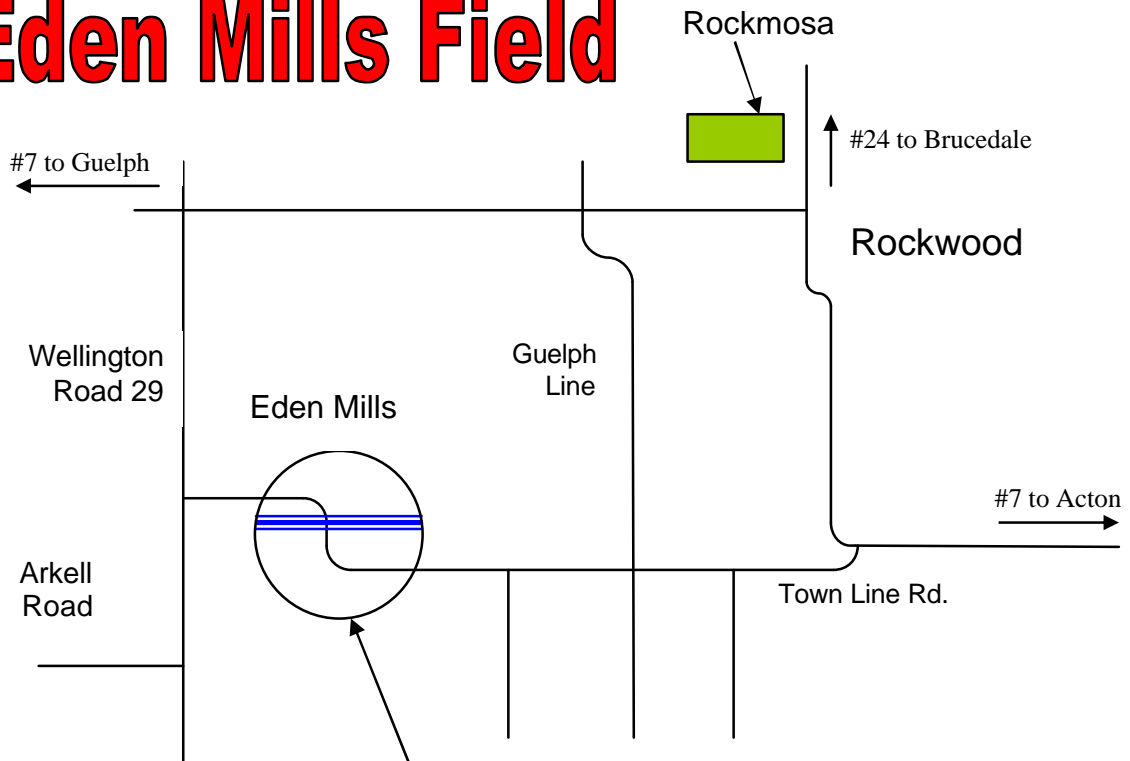 Eden Mills Field
Rockmosa
#7 to Guelph
#24 to Brucedale
Rockwood
Wellington
Road 29
Guelph
Line
Eden Mills
#7 to Acton
Arkell
Road
Town Line Rd.